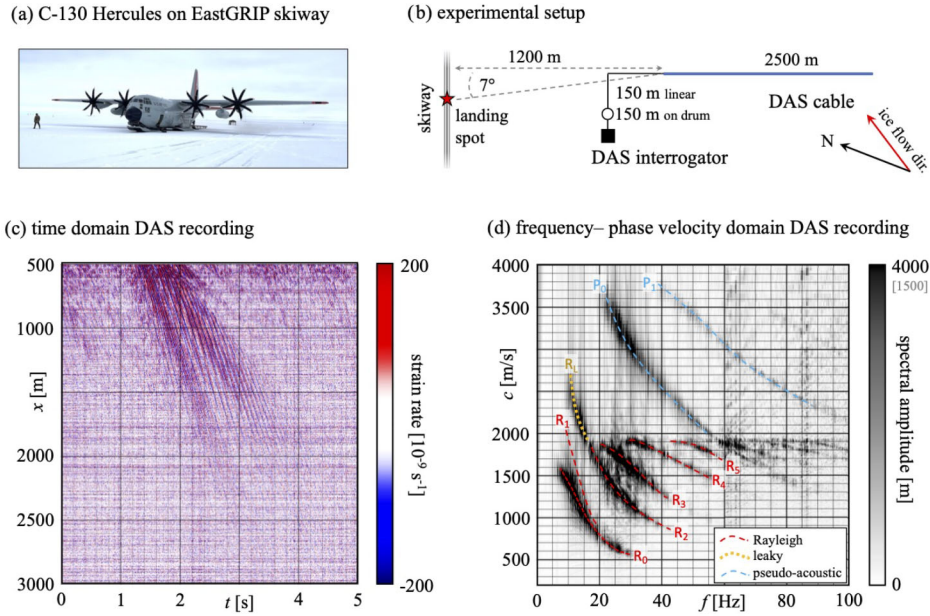 (a) C-130 Hercules on EastGRIP skiway
(b) experimental setup
1200 m
2500 m
7°
skiway
landing
spot
150 m linear
150 m on drum
DAS cable
DAS interrogator
N
ice flow dir.
(c) time domain DAS recording
500
1000
1500
2000
2500
3000
x [m]
0 1 2 3 4 5
t [s]
200
-200
strain rate [10⁻⁹ s⁻¹]
(d) frequency– phase velocity domain DAS recording
4000
3500
2000
1500
1000
500
c [m/s]
0 20 40 60 80 100
f [Hz]
P₀
P₁
R_L
R₁
R₅
R₄
R₃
R₂
R₀
Rayleigh
leaky
pseudo-acoustic
4000
[1500]
0
spectral amplitude [m]